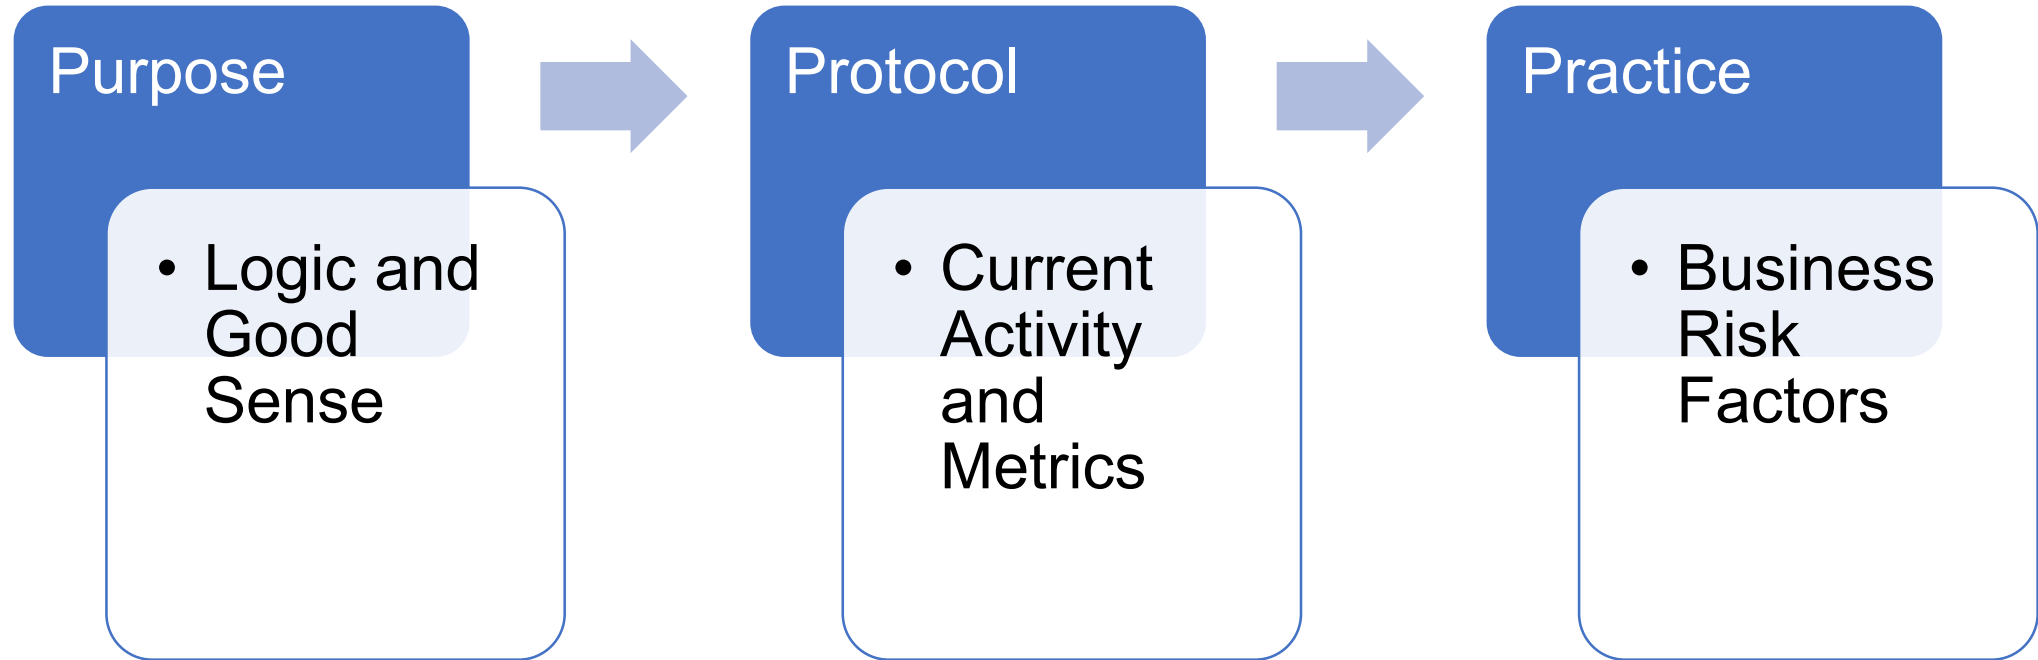 Purpose
• Logic and
Good
Sense
Protocol
• Current
Activity
and
Metrics
Practice
• Business
Risk
Factors